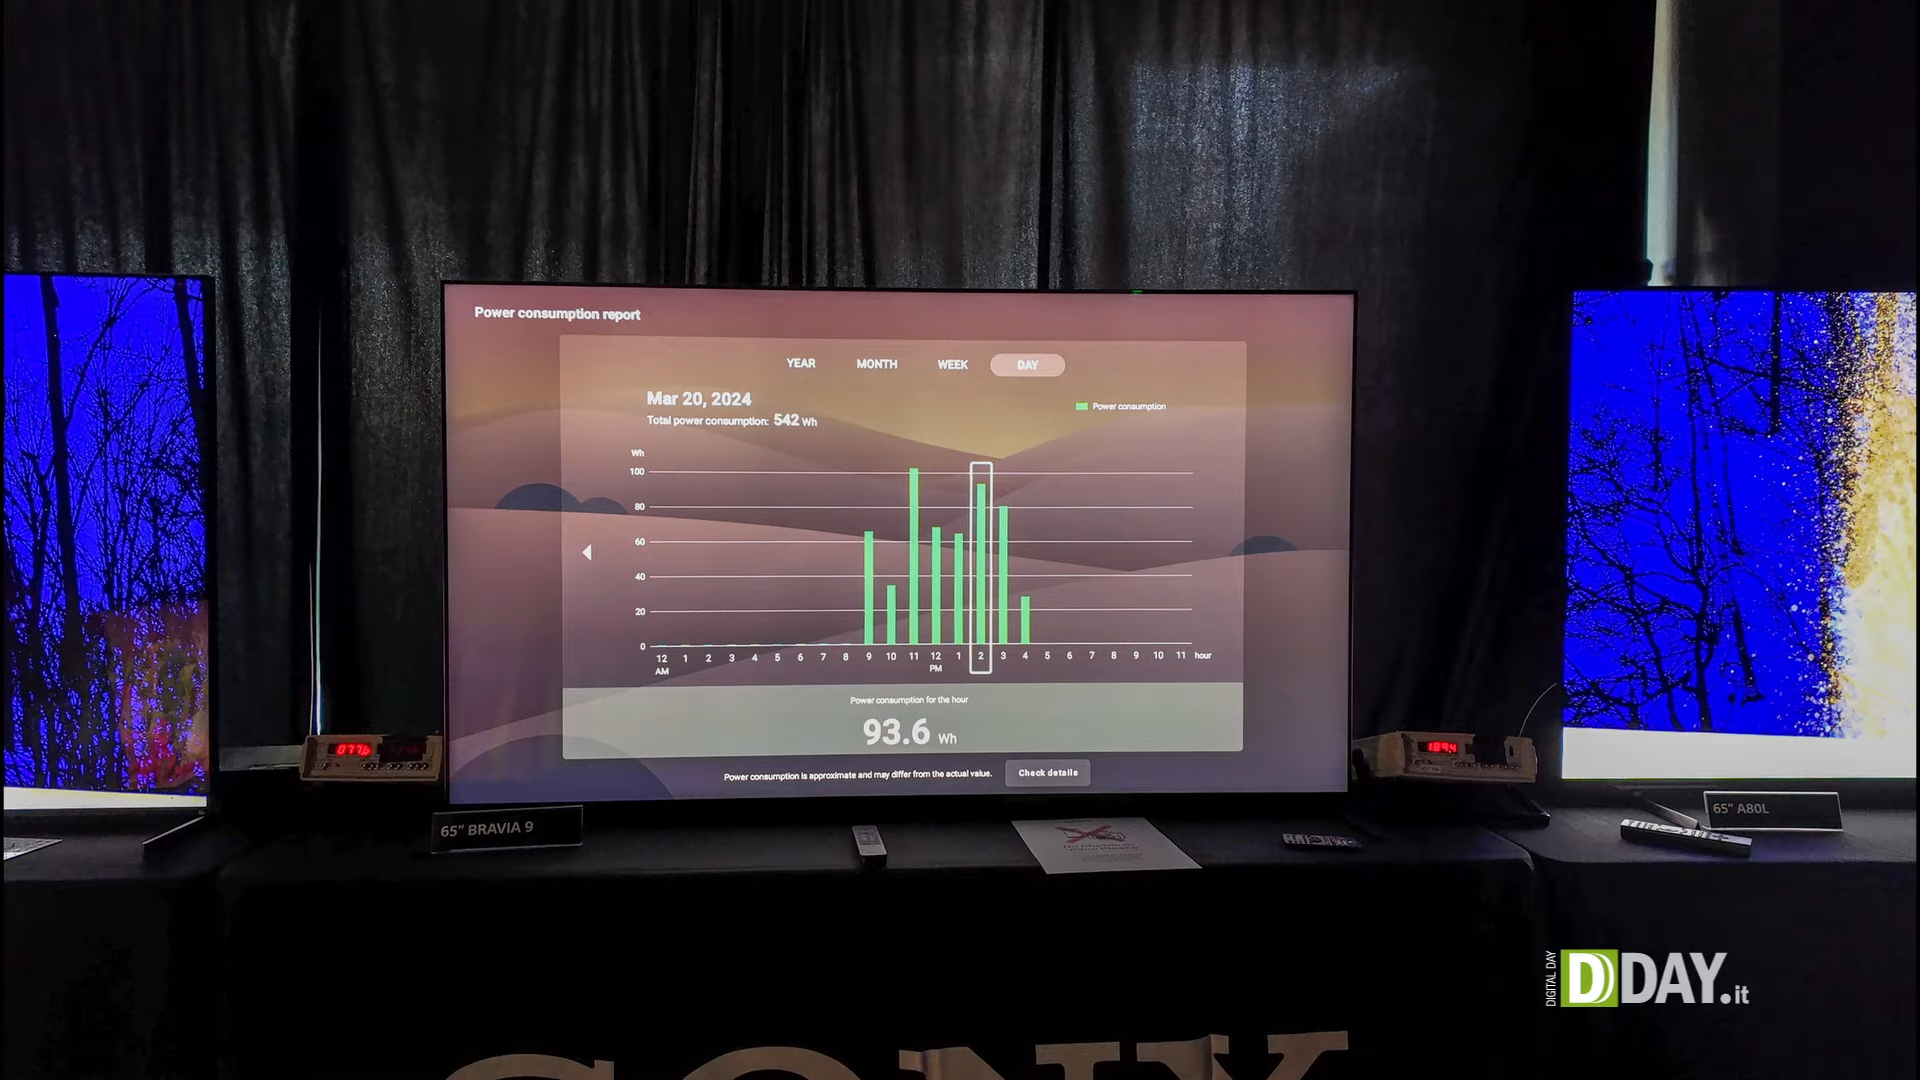 Power consumption report
YEAR MONTH WEEK DAY
Mar 20, 2024
Total power consumption: 542 Wh
Power consumption
Wh
100
80
60
40
20
0
12 1 2 3 4 5 6 7 8 9 10 11 12 1 2 3 4 5 6 7 8 9 10 11 hour
AM PM
Power consumption for the hour
93.6 Wh
Power consumption is approximate and may differ from the actual value.
Check details
65" BRAVIA 9
65" A80L
DIGITAL DAY
DDAY.it
SONY